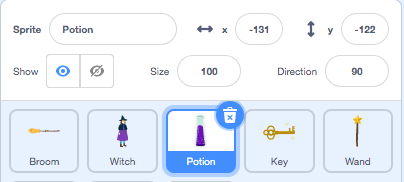 Sprite Potion x -131 y -122
Show Size 100 Direction 90
Broom Witch Potion Key Wand